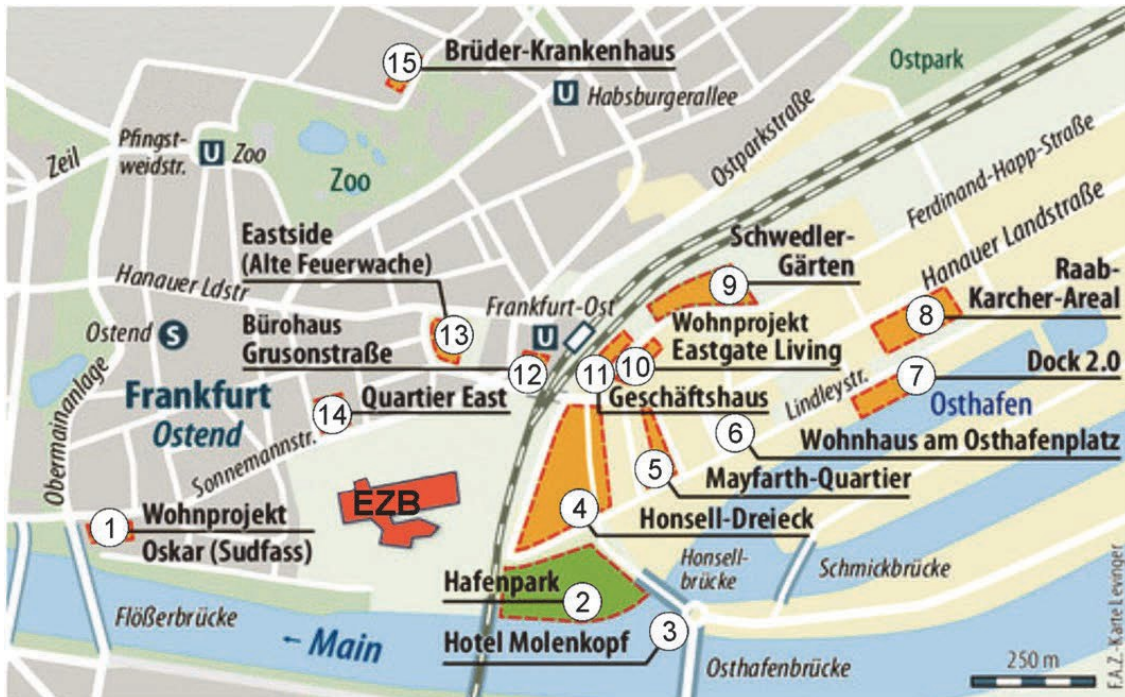 15
Brüder-Krankenhaus
Ostpark
U Habsburgerallee
Pfingst-
weidstr.
U Zoo
Zeil
Zoo
Ostparkstraße
Ferdinand-Happ-Straße
Hanauer Landstraße
Eastside
(Alte Feuerwache)
Schwedler-
Gärten
9
Raab-
Karcher-Areal
8
Hanauer Ldstr
Frankfurt-Ost
U
Ostend S
Bürohaus
Grusonstraße
13
12
11
10
Wohnprojekt
Eastgate Living
Geschäftshaus
Dock 2.0
7
Lindleystr.
Osthafen
Obermainanlage
Frankfurt
Ostend
14
Quartier East
6
Wohnhaus am Osthafenplatz
Sonnemannstr.
5
Mayfarth-Quartier
EZB
4
Honsell-Dreieck
1
Wohnprojekt
Oskar (Sudfass)
Honsell-
brücke
Schmickbrücke
Hafenpark
2
Flößerbrücke
← Main
Hotel Molenkopf
3
Osthafenbrücke
250 m
F.A.Z.-Karte Levinger